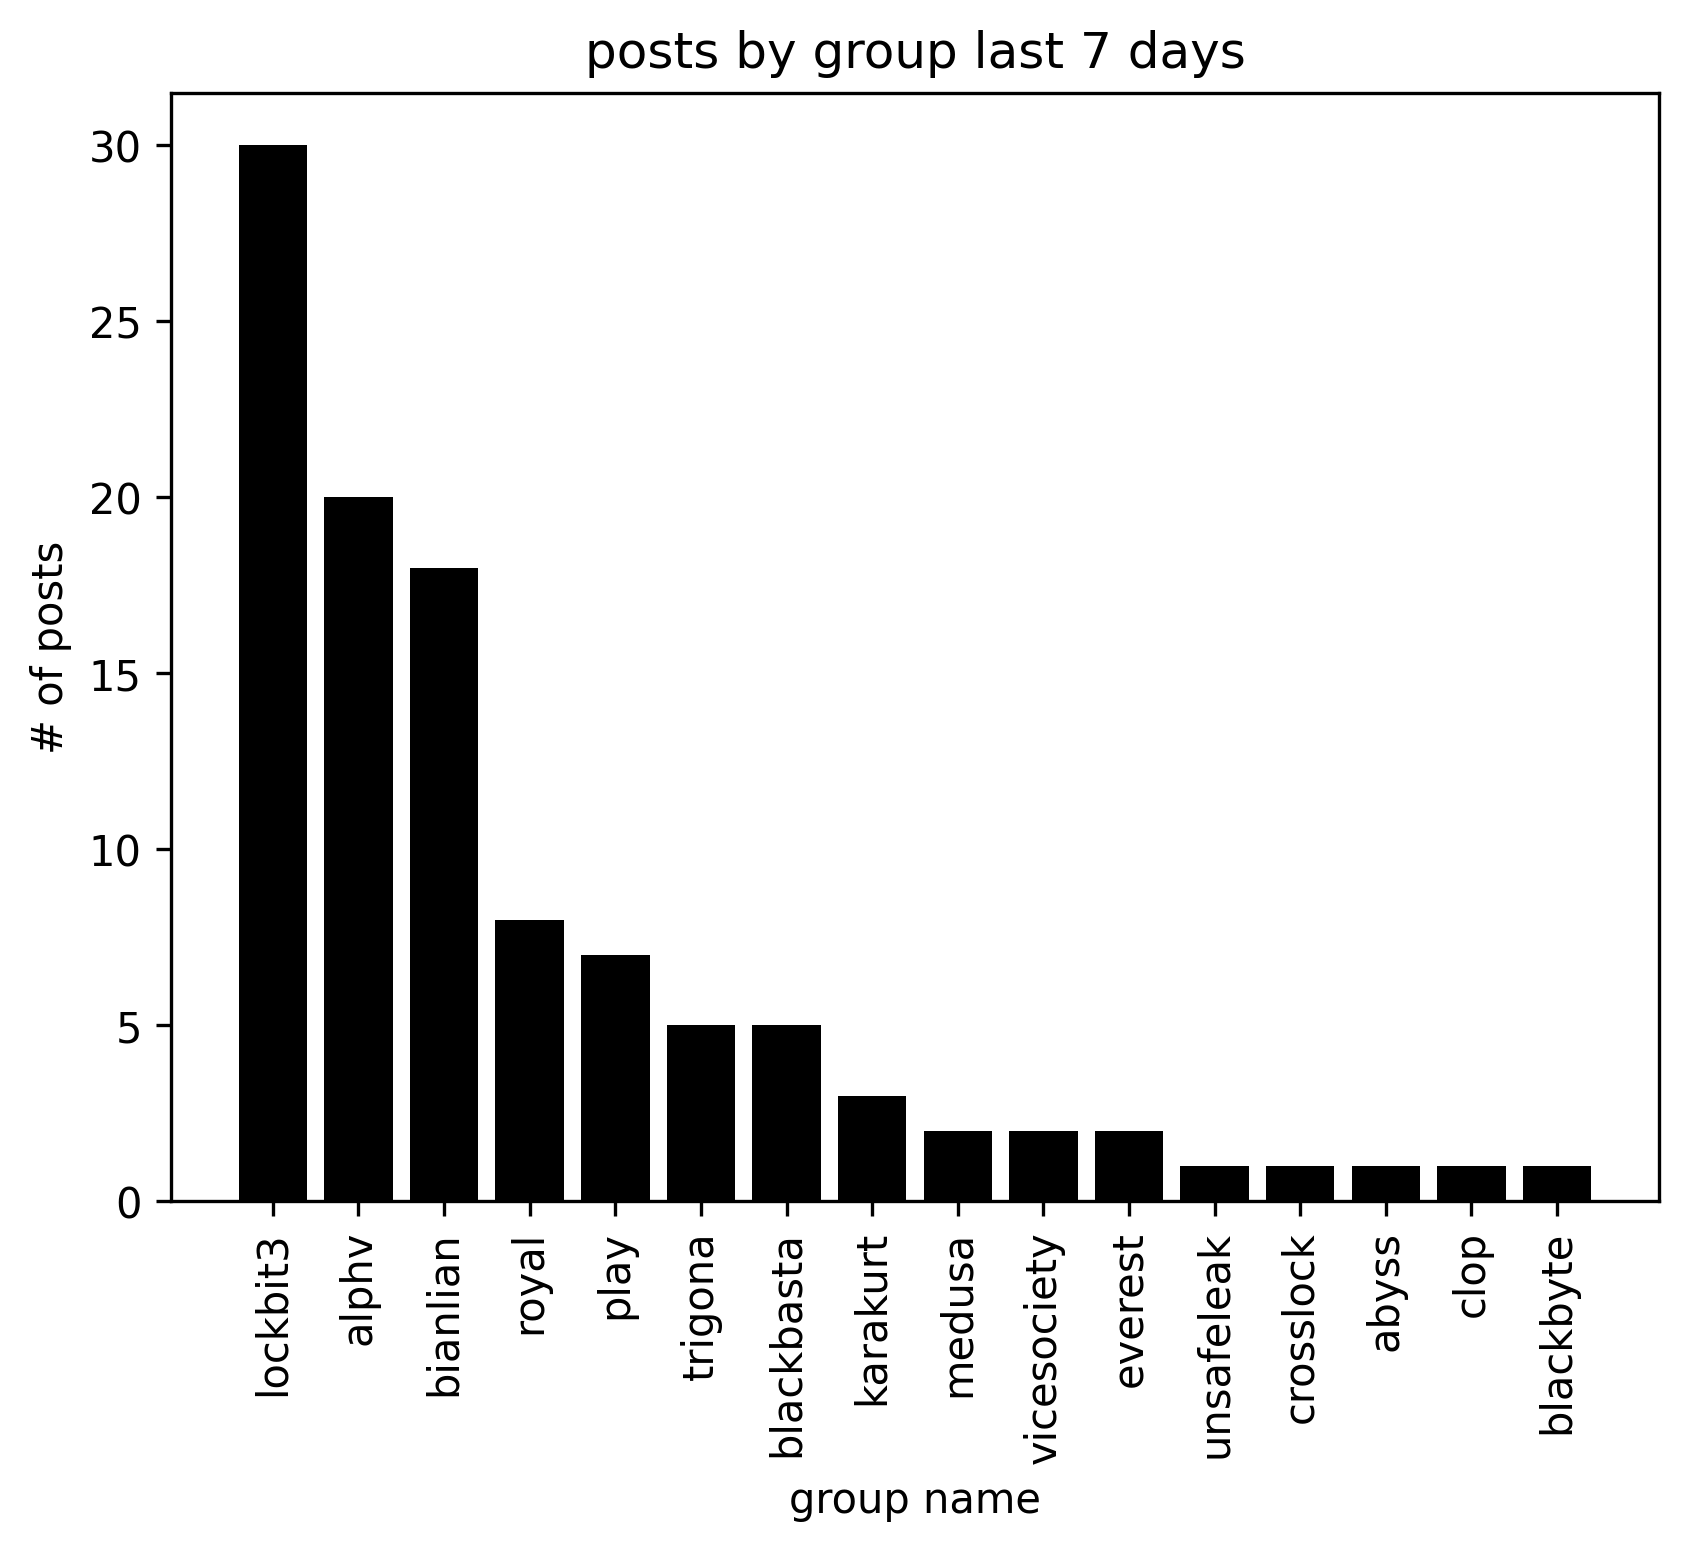 posts by group last 7 days
30
25
20
15
10
5
0
# of posts
lockbit3
alphv
bianlian
royal
play
trigona
blackbasta
karakurt
medusa
vicesociety
everest
unsafeleak
crosslock
abyss
clop
blackbyte
group name